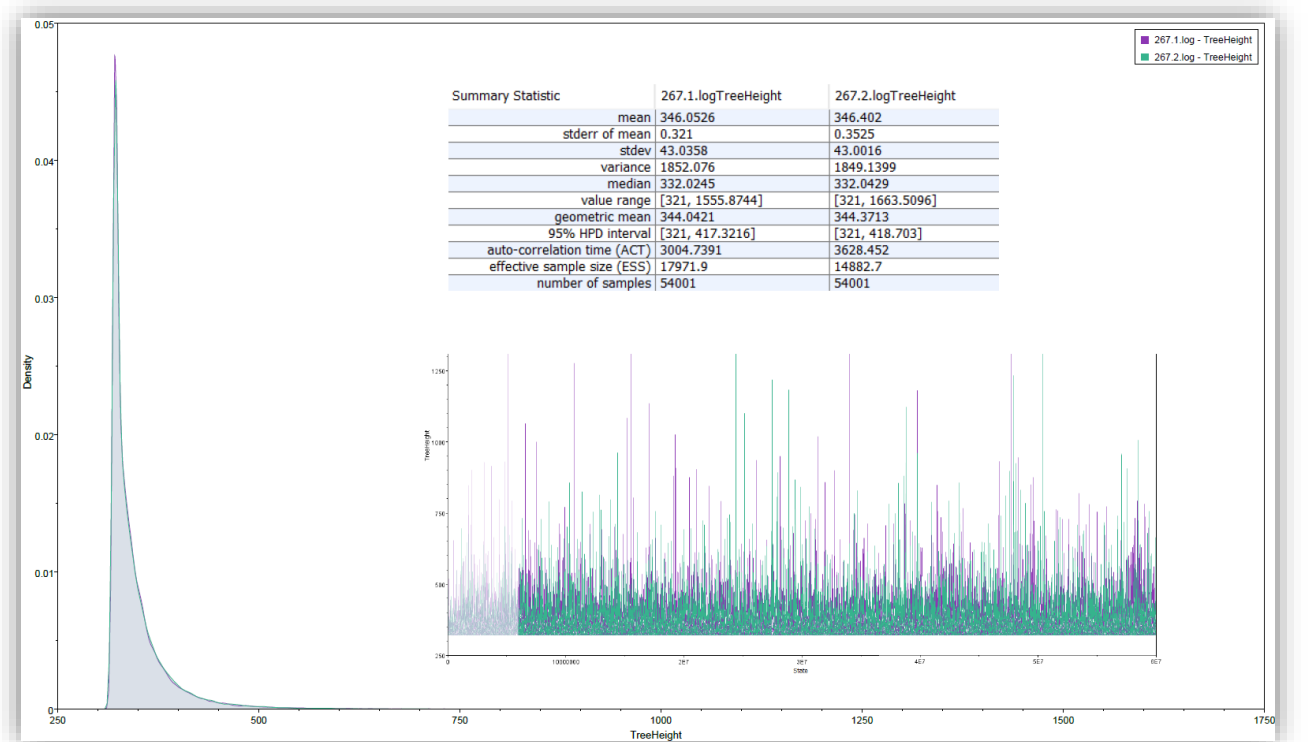 0.05
267.1.log - TreeHeight
267.2.log - TreeHeight
Summary Statistic 267.1.logTreeHeight 267.2.logTreeHeight
mean 346.0526 346.402
stderr of mean 0.321 0.3525
stdev 43.0358 43.0016
variance 1852.076 1849.1399
median 332.0245 332.0429
value range [321, 1555.8744] [321, 1663.5096]
geometric mean 344.0421 344.3713
95% HPD interval [321, 417.3216] [321, 418.703]
auto-correlation time (ACT) 3004.7391 3628.452
effective sample size (ESS) 17971.9 14882.7
number of samples 54001 54001
0.04
0.03
Density
0.02
0.01
0
1250
1000
TreeHeight
750
500
250
0 10000000 2E7 3E7 4E7 5E7 6E7
State
250 500 750 1000 1250 1500 1750
TreeHeight